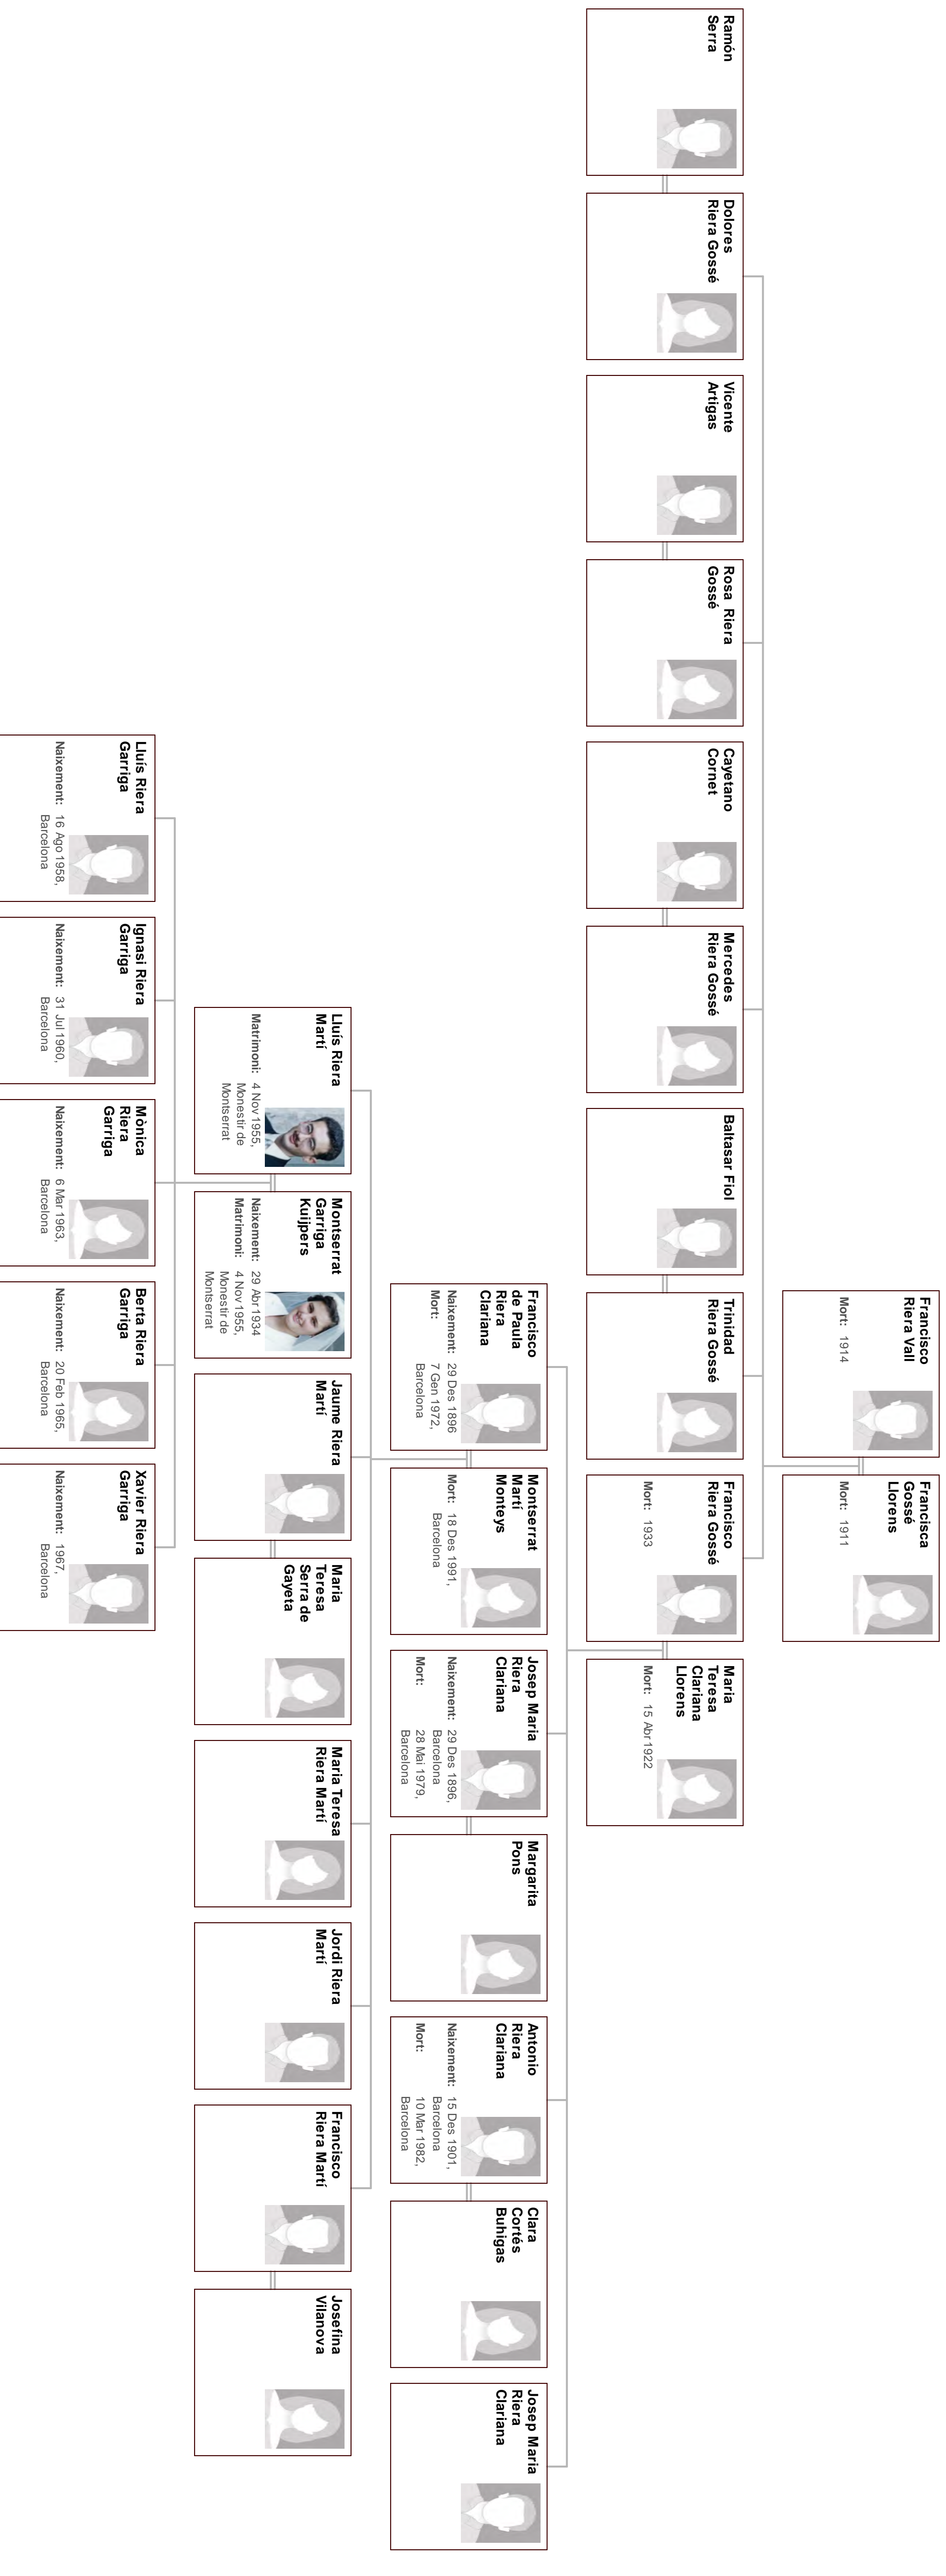 Francisco
Riera Vall
Mort: 1914
Francisca
Gossé
Llorens
Mort: 1911
Ramón
Serra
Dolores
Riera Gossé
Vicente
Artigas
Rosa Riera
Gossé
Cayetano
Cornet
Mercedes
Riera Gossé
Baltasar Fiol
Trinidad
Riera Gossé
Francisco
Riera Gossé
Mort: 1933
Maria
Teresa
Clariana
Llorens
Mort: 15 Abr 1922
Francisco
de Paula
Riera
Clariana
Naixement: 29 Des 1896
Mort: 7 Gen 1972,
Barcelona
Montserrat
Martí
Monteys
Mort: 18 Des 1991,
Barcelona
Josep Maria
Riera
Clariana
Naixement: 29 Des 1896,
Barcelona
Mort: 28 Mai 1979,
Barcelona
Margarita
Pons
Antonio
Riera
Clariana
Naixement: 15 Des 1901,
Barcelona
Mort: 10 Mar 1982,
Barcelona
Clara
Cortés
Buhigas
Josep Maria
Riera
Clariana
Lluís Riera
Martí
Matrimoni: 4 Nov 1955,
Monestir de
Montserrat
Montserrat
Garriga
Kuijpers
Naixement: 29 Abr 1934
Matrimoni: 4 Nov 1955,
Monestir de
Montserrat
Jaume Riera
Martí
Maria
Teresa
Serra de
Gayeta
Maria Teresa
Riera Martí
Jordi Riera
Martí
Francisco
Riera Martí
Josefina
Vilanova
Lluís Riera
Garriga
Naixement: 16 Ago 1958,
Barcelona
Ignasi Riera
Garriga
Naixement: 31 Jul 1960,
Barcelona
Mònica
Riera
Garriga
Naixement: 6 Mar 1963,
Barcelona
Berta Riera
Garriga
Naixement: 20 Feb 1965,
Barcelona
Xavier Riera
Garriga
Naixement: 1967,
Barcelona